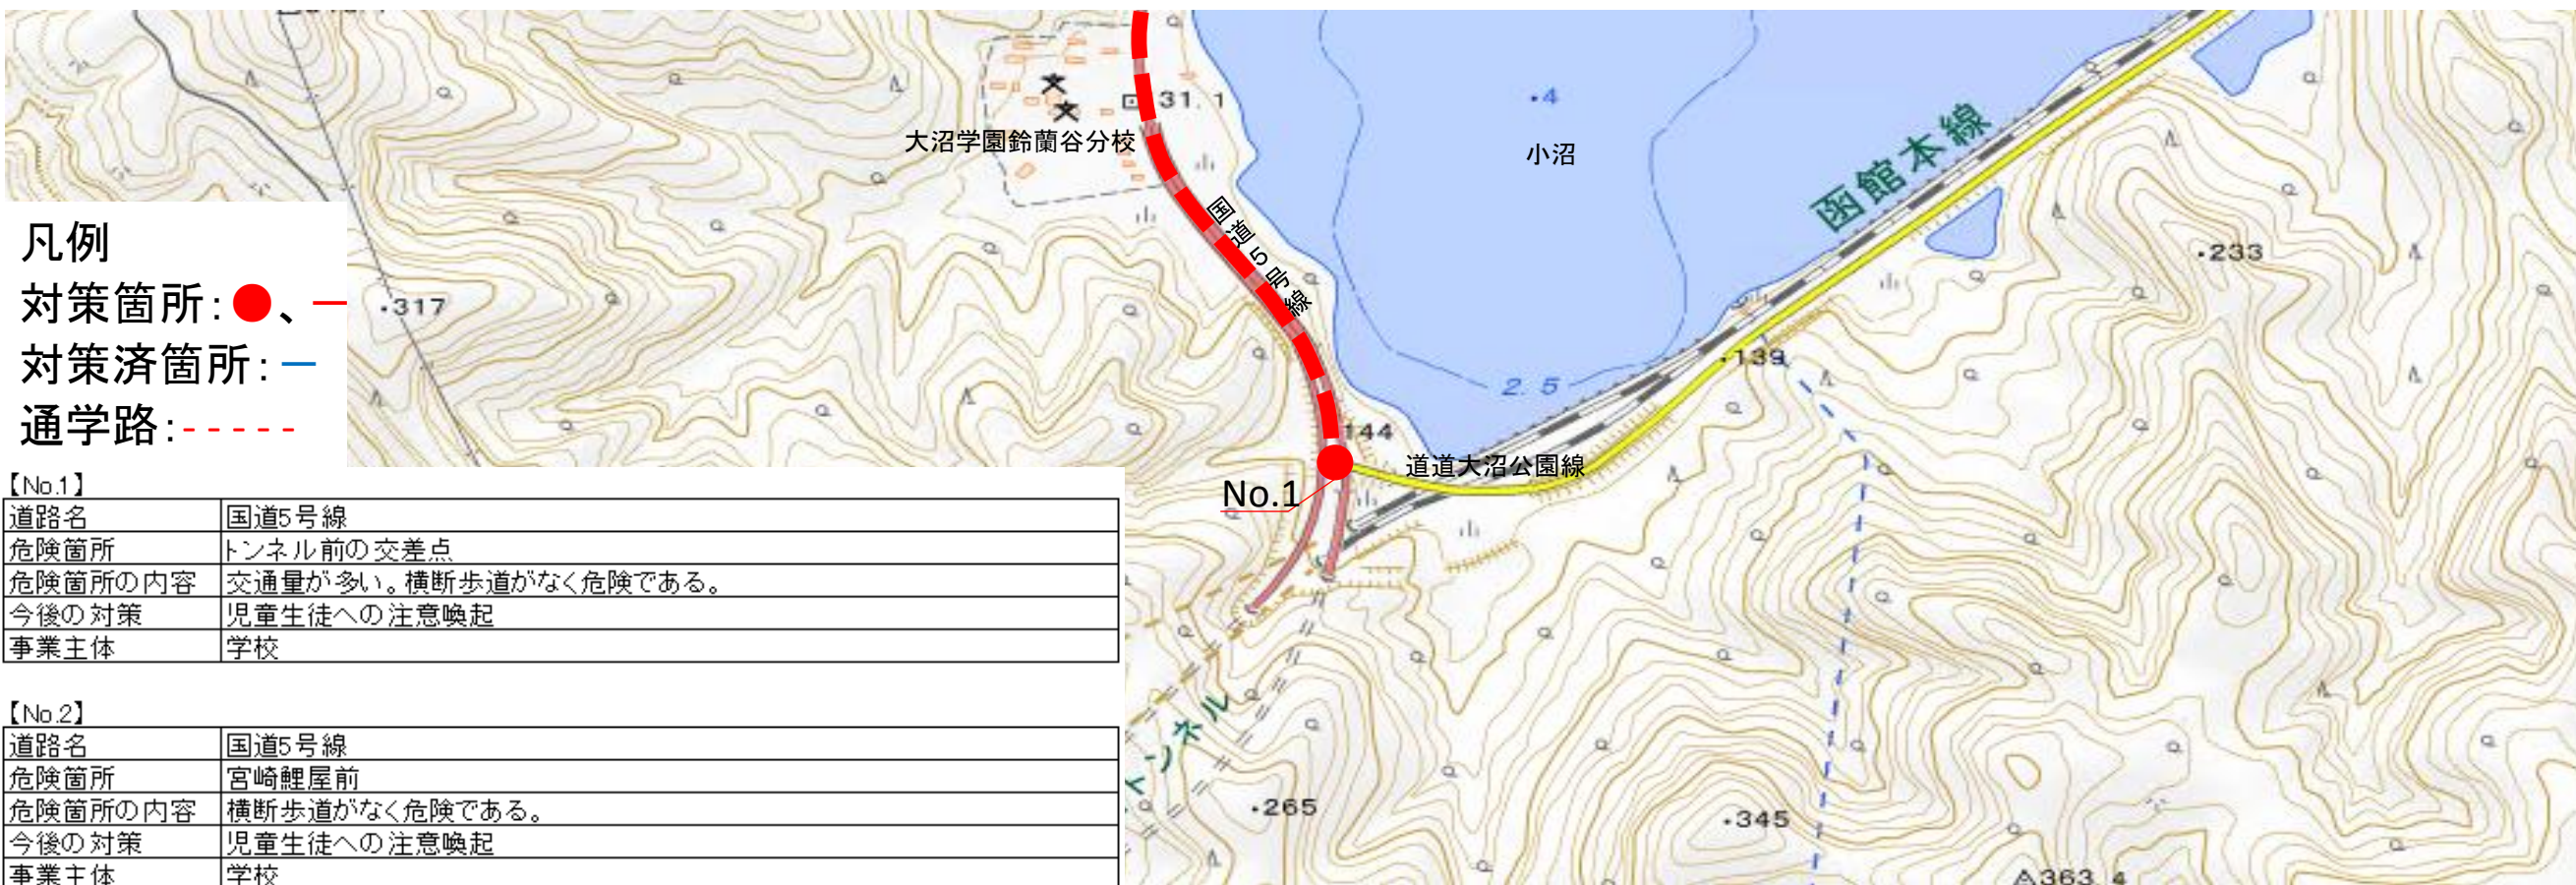 大沼学園鈴蘭谷分校
31.1
国道5号線
・4
小沼
函館本線
・233
・317
・139
2.5
144
道道大沼公園線
No.1
トンネル
・265
・345
363.4
凡例
対策箇所:●、—
対策済箇所:—
通学路:-----
【No.1】
道路名 国道5号線
危険箇所 トンネル前の交差点
危険箇所の内容 交通量が多い。横断歩道がなく危険である。
今後の対策 児童生徒への注意喚起
事業主体 学校
【No.2】
道路名 国道5号線
危険箇所 宮崎鯉屋前
危険箇所の内容 横断歩道がなく危険である。
今後の対策 児童生徒への注意喚起
事業主体 学校